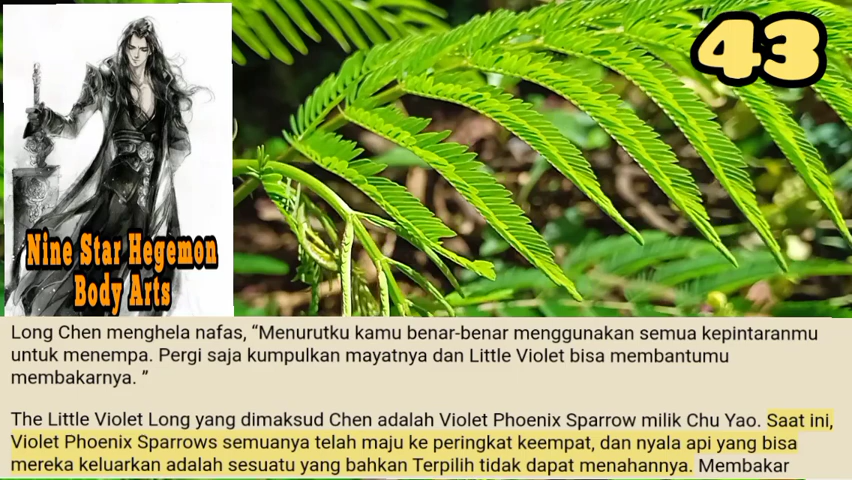 43
Nine Star Hegemon
Body Arts
Long Chen menghela nafas, “Menurutku kamu benar-benar menggunakan semua kepintaranmu
untuk menempa. Pergi saja kumpulkan mayatnya dan Little Violet bisa membantumu
membakarnya. ”
The Little Violet Long yang dimaksud Chen adalah Violet Phoenix Sparrow milik Chu Yao. Saat ini,
Violet Phoenix Sparrows semuanya telah maju ke peringkat keempat, dan nyala api yang bisa
mereka keluarkan adalah sesuatu yang bahkan Terpilih tidak dapat menahannya. Membakar